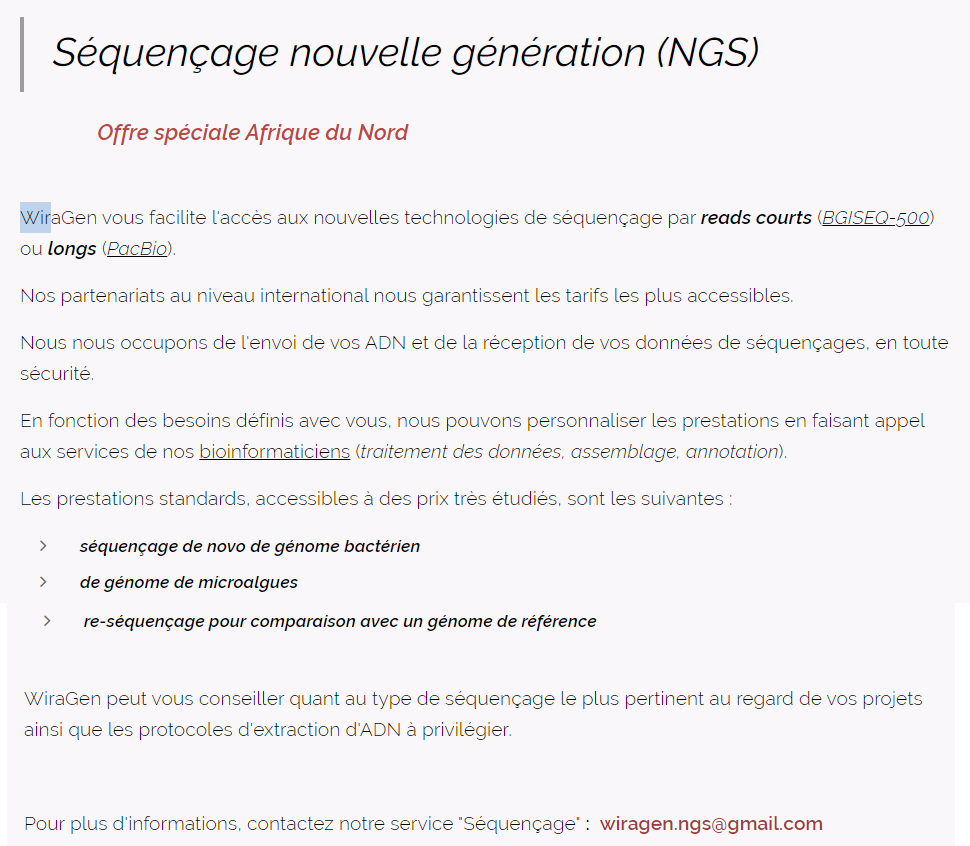 Séquençage nouvelle génération (NGS)
Offre spéciale Afrique du Nord
WiraGen vous facilite l'accès aux nouvelles technologies de séquençage par reads courts (BGISEQ-500)
ou longs (PacBio).
Nos partenariats au niveau international nous garantissent les tarifs les plus accessibles.
Nous nous occupons de l'envoi de vos ADN et de la réception de vos données de séquençages, en toute
sécurité.
En fonction des besoins définis avec vous, nous pouvons personnaliser les prestations en faisant appel
aux services de nos bioinformaticiens (traitement des données, assemblage, annotation).
Les prestations standards, accessibles à des prix très étudiés, sont les suivantes :
séquençage de novo de génome bactérien
de génome de microalgues
re-séquençage pour comparaison avec un génome de référence
WiraGen peut vous conseiller quant au type de séquençage le plus pertinent au regard de vos projets
ainsi que les protocoles d'extraction d'ADN à privilégier.
Pour plus d'informations, contactez notre service "Séquençage" : wiragen.ngs@gmail.com